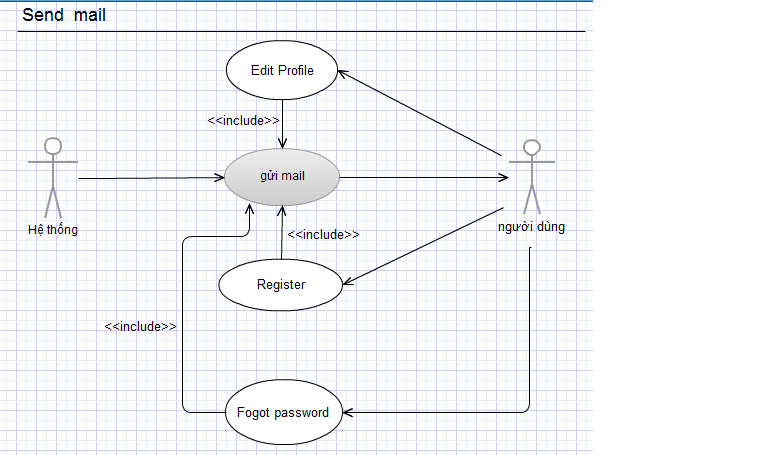 Send mail
Edit Profile
<<include>>
gửi mail
Hệ thống
người dùng
<<include>>
Register
<<include>>
Fogot password